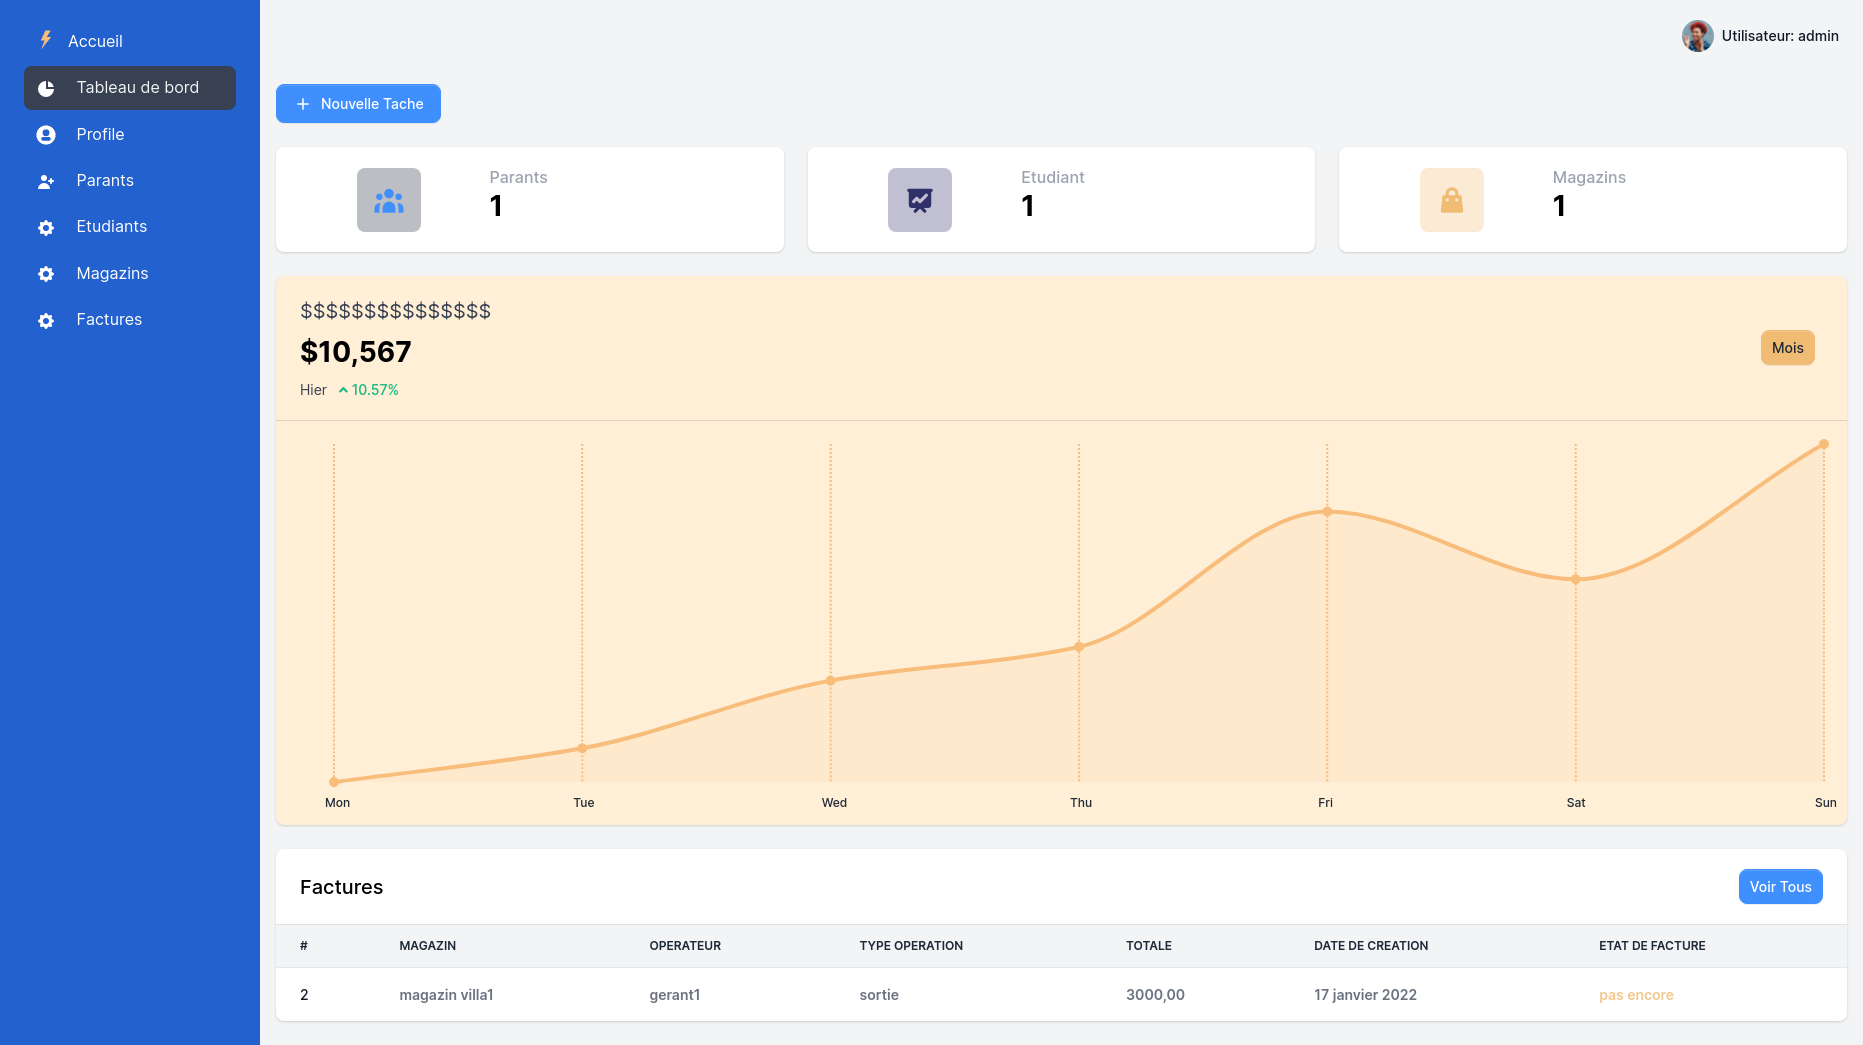 Accueil
Tableau de bord
Profile
Parants
Etudiants
Magazins
Factures
Utilisateur: admin
Nouvelle Tache
Parants
1
Etudiant
1
Magazins
1
$$$$$$$$$$$$$$$
$10,567
Hier 10.57%
Mois
Mon Tue Wed Thu Fri Sat Sun
Factures
Voir Tous
# MAGAZIN OPERATEUR TYPE OPERATION TOTALE DATE DE CREATION ETAT DE FACTURE
2 magazin villa1 gerant1 sortie 3000,00 17 janvier 2022 pas encore